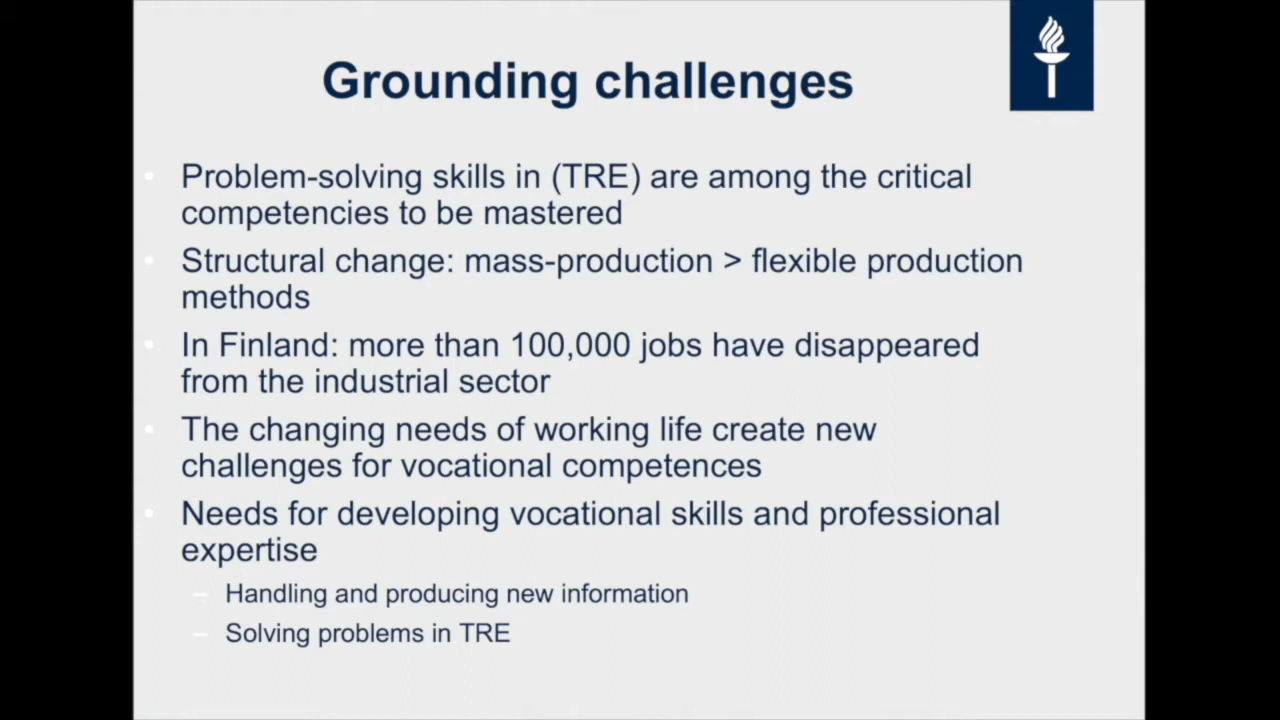 Grounding challenges
Problem-solving skills in (TRE) are among the critical
competencies to be mastered
Structural change: mass-production > flexible production
methods
In Finland: more than 100,000 jobs have disappeared
from the industrial sector
The changing needs of working life create new
challenges for vocational competences
Needs for developing vocational skills and professional
expertise
– Handling and producing new information
– Solving problems in TRE